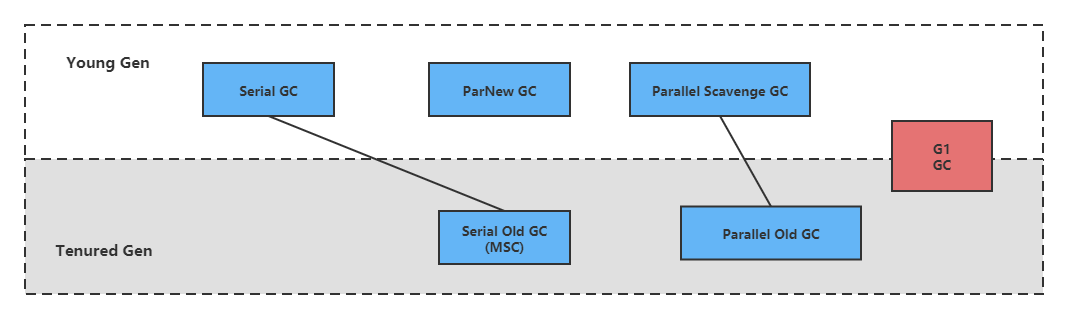 Young Gen
Serial GC
ParNew GC
Parallel Scavenge GC
G1
GC
Tenured Gen
Serial Old GC
(MSC)
Parallel Old GC